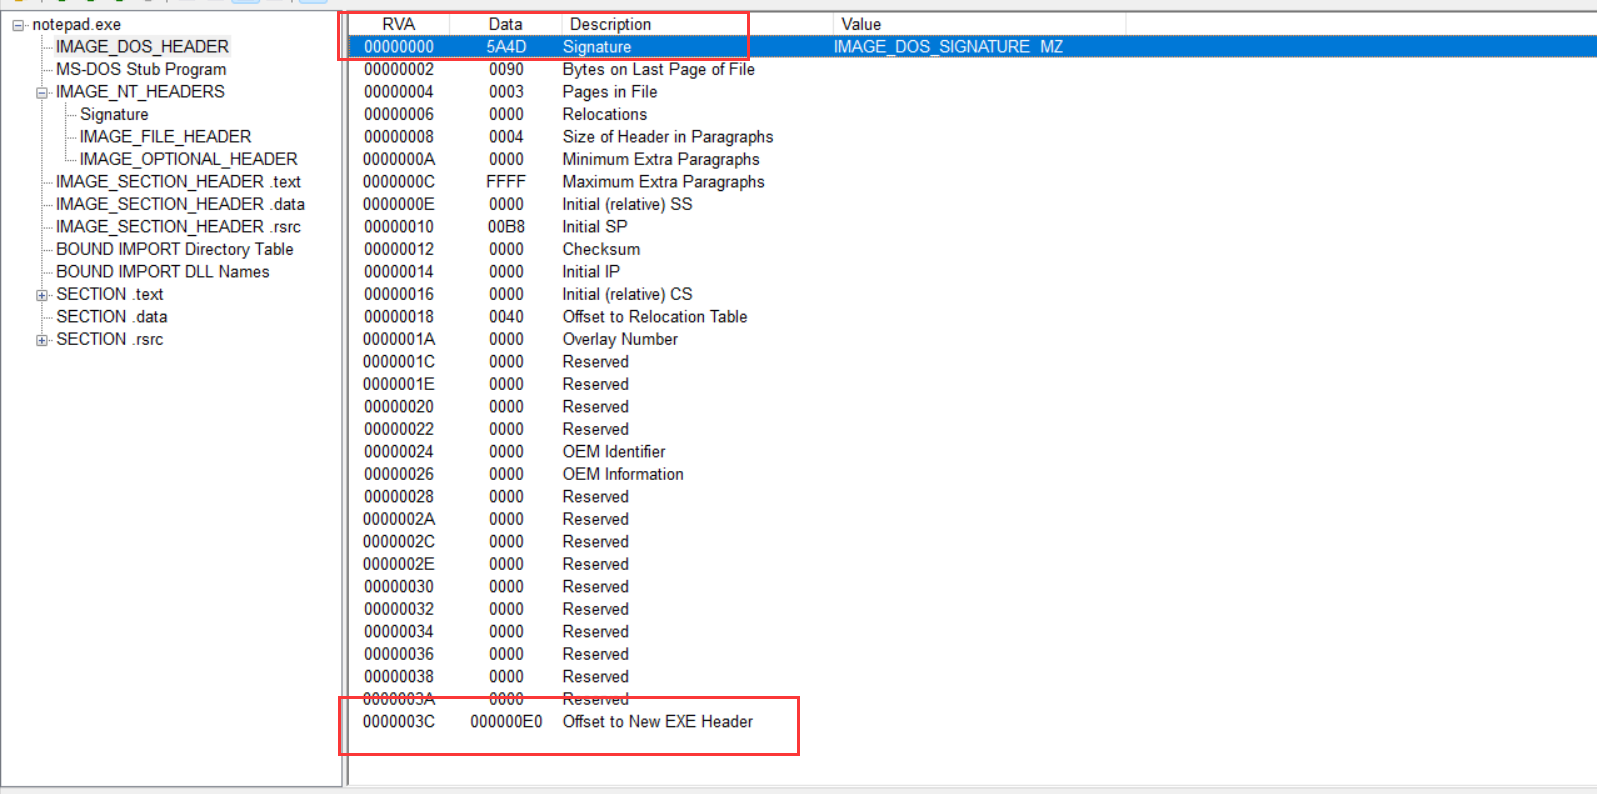 notepad.exe
IMAGE_DOS_HEADER
MS-DOS Stub Program
IMAGE_NT_HEADERS
Signature
IMAGE_FILE_HEADER
IMAGE_OPTIONAL_HEADER
IMAGE_SECTION_HEADER .text
IMAGE_SECTION_HEADER .data
IMAGE_SECTION_HEADER .rsrc
BOUND IMPORT Directory Table
BOUND IMPORT DLL Names
SECTION .text
SECTION .data
SECTION .rsrc
RVA Data Description Value
00000000 5A4D Signature IMAGE_DOS_SIGNATURE MZ
00000002 0090 Bytes on Last Page of File
00000004 0003 Pages in File
00000006 0000 Relocations
00000008 0004 Size of Header in Paragraphs
0000000A 0000 Minimum Extra Paragraphs
0000000C FFFF Maximum Extra Paragraphs
0000000E 0000 Initial (relative) SS
00000010 00B8 Initial SP
00000012 0000 Checksum
00000014 0000 Initial IP
00000016 0000 Initial (relative) CS
00000018 0040 Offset to Relocation Table
0000001A 0000 Overlay Number
0000001C 0000 Reserved
0000001E 0000 Reserved
00000020 0000 Reserved
00000022 0000 Reserved
00000024 0000 OEM Identifier
00000026 0000 OEM Information
00000028 0000 Reserved
0000002A 0000 Reserved
0000002C 0000 Reserved
0000002E 0000 Reserved
00000030 0000 Reserved
00000032 0000 Reserved
00000034 0000 Reserved
00000036 0000 Reserved
00000038 0000 Reserved
0000003A 0000 Reserved
0000003C 000000E0 Offset to New EXE Header